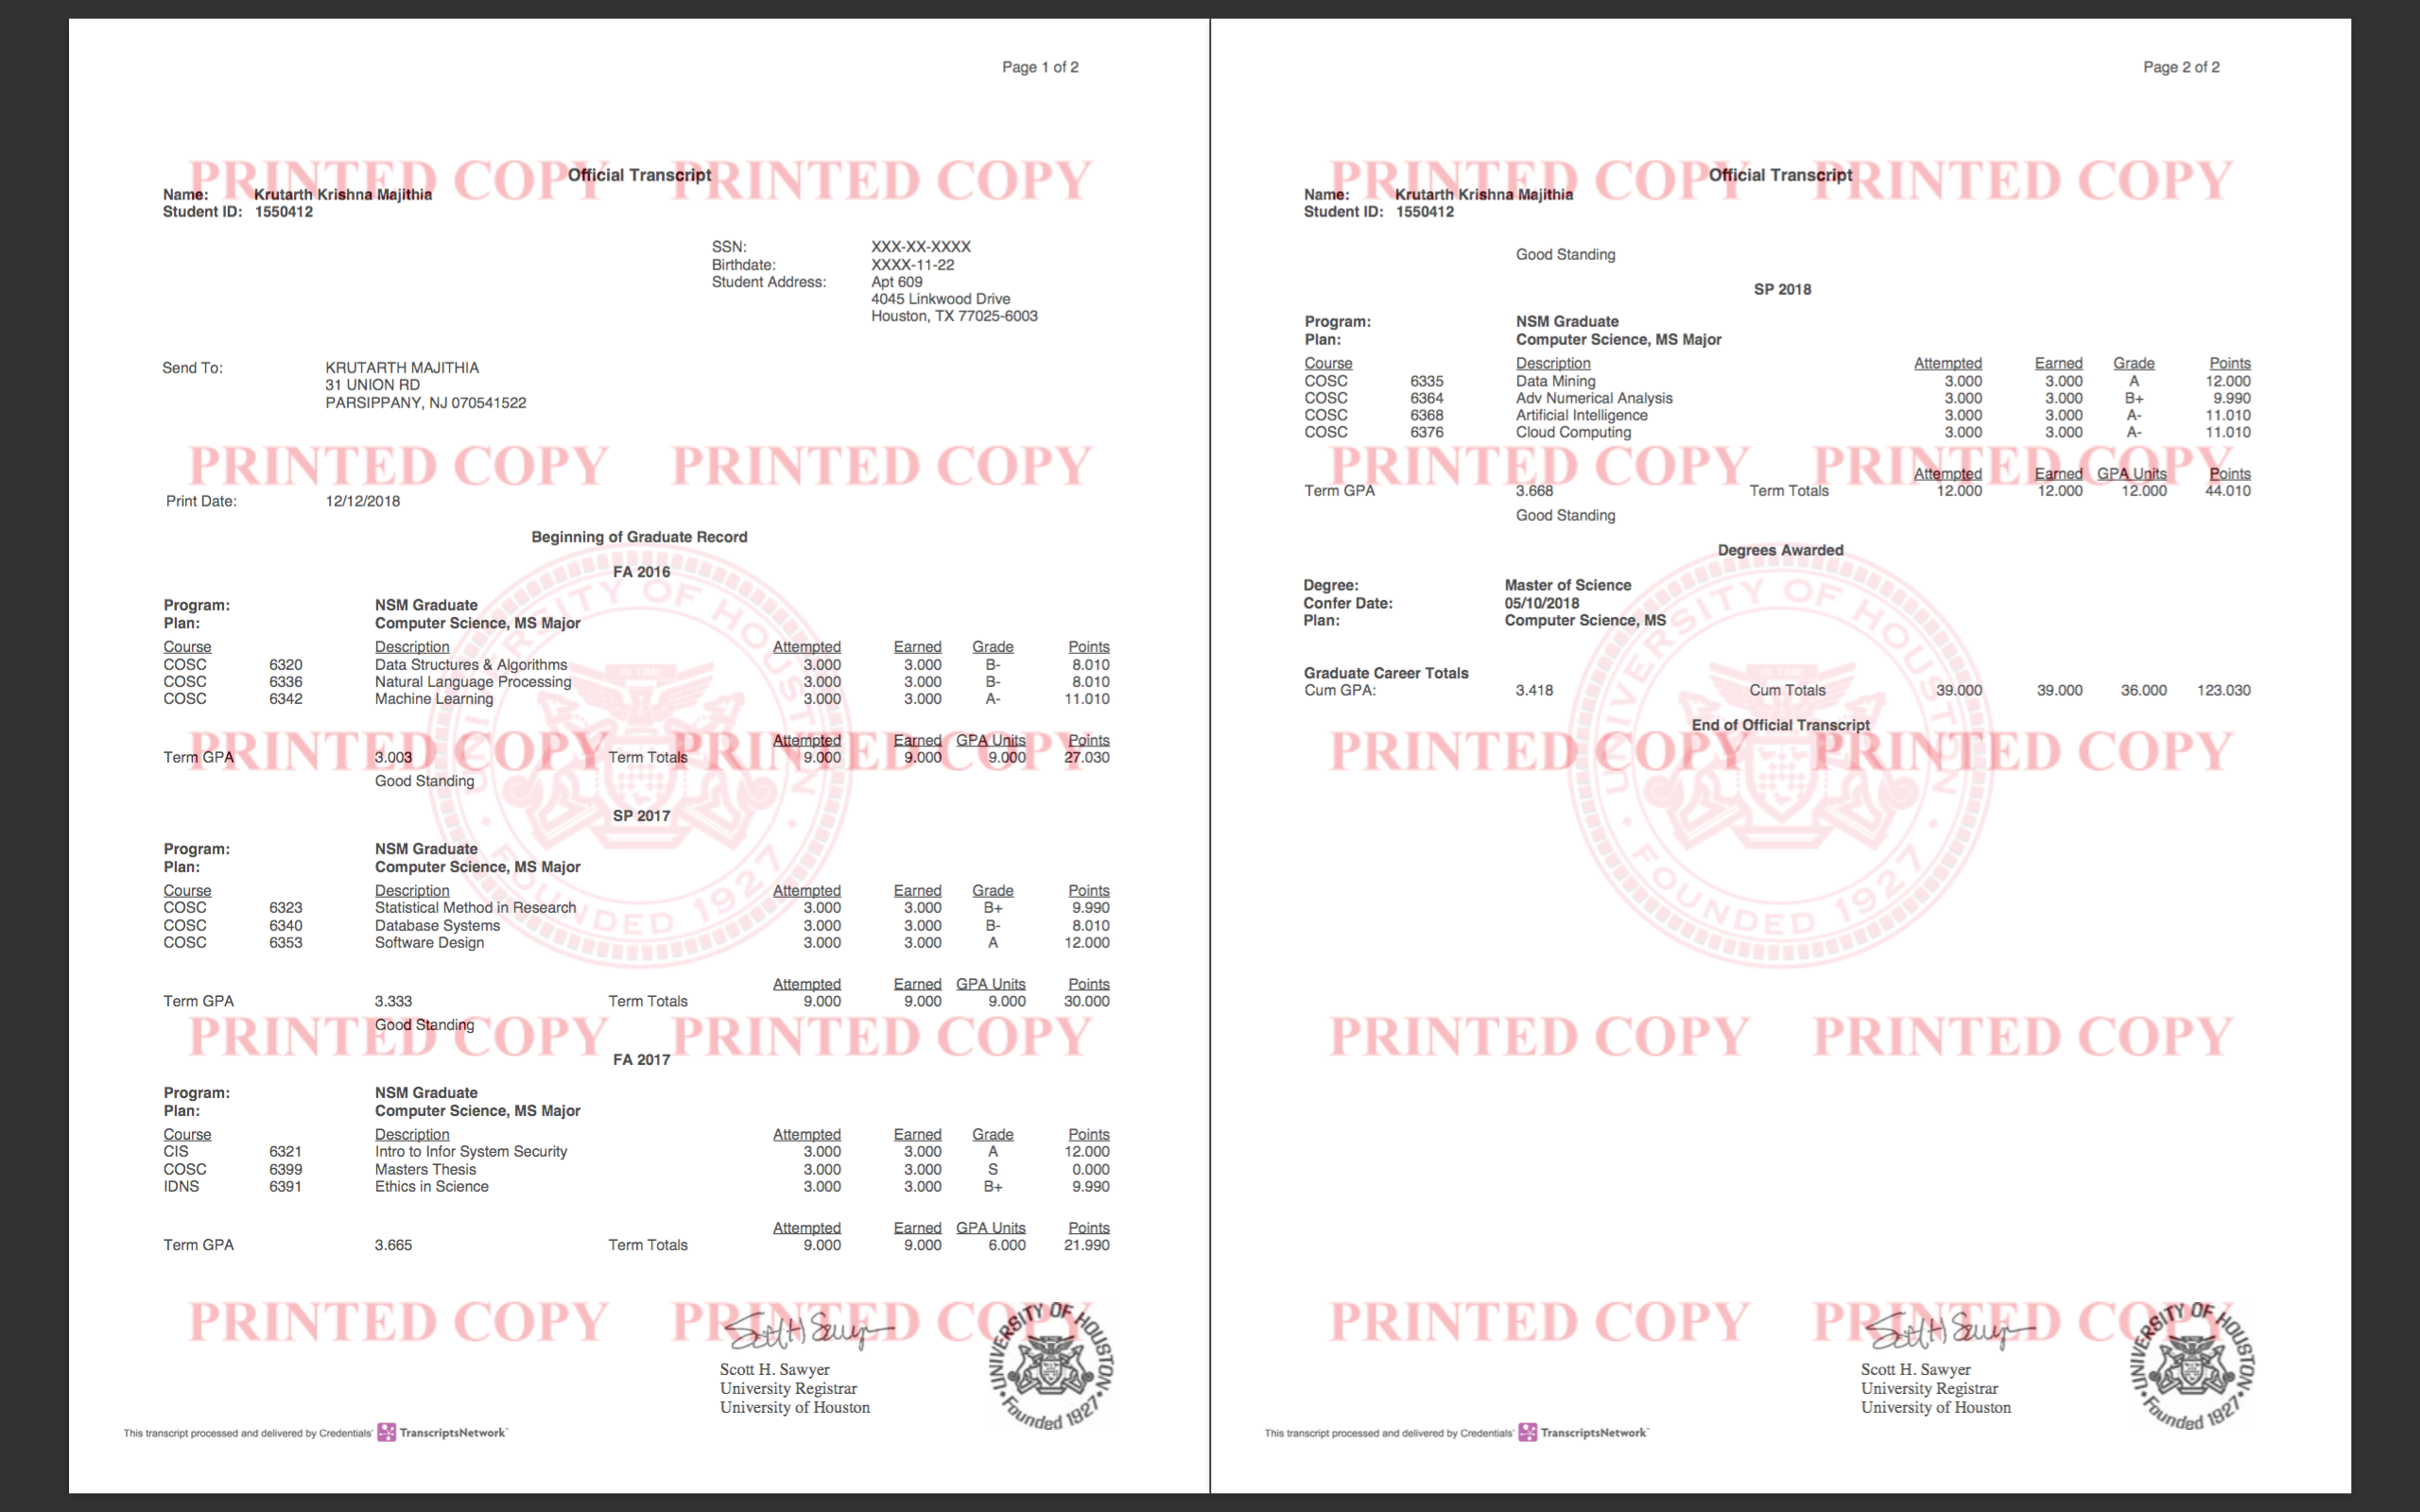 Page 1 of 2
PRINTED COPY PRINTED COPY
Official Transcript
Name: Krutarth Krishna Majithia
Student ID: 1550412
SSN: XXX-XX-XXXX
Birthdate: XXXX-11-22
Student Address: Apt 609
4045 Linkwood Drive
Houston, TX 77025-6003
Send To: KRUTARTH MAJITHIA
31 UNION RD
PARSIPPANY, NJ 070541522
PRINTED COPY PRINTED COPY
Print Date: 12/12/2018
Beginning of Graduate Record
FA 2016
Program: NSM Graduate
Plan: Computer Science, MS Major
Course Description Attempted Earned Grade Points
COSC 6320 Data Structures & Algorithms 3.000 3.000 B- 8.010
COSC 6336 Natural Language Processing 3.000 3.000 B- 8.010
COSC 6342 Machine Learning 3.000 3.000 A- 11.010
PRINTED COPY PRINTED COPY
Attempted Earned GPA Units Points
Term GPA 3.003 Term Totals 9.000 9.000 9.000 27.030
Good Standing
SP 2017
Program: NSM Graduate
Plan: Computer Science, MS Major
Course Description Attempted Earned Grade Points
COSC 6323 Statistical Method in Research 3.000 3.000 B+ 9.990
COSC 6340 Database Systems 3.000 3.000 B- 8.010
COSC 6353 Software Design 3.000 3.000 A 12.000
UNIVERSITY OF HOUSTON
IN TIME
FOUNDED 1927
Attempted Earned GPA Units Points
Term GPA 3.333 Term Totals 9.000 9.000 9.000 30.000
Good Standing
PRINTED COPY PRINTED COPY
FA 2017
Program: NSM Graduate
Plan: Computer Science, MS Major
Course Description Attempted Earned Grade Points
CIS 6321 Intro to Infor System Security 3.000 3.000 A 12.000
COSC 6399 Masters Thesis 3.000 3.000 S 0.000
IDNS 6391 Ethics in Science 3.000 3.000 B+ 9.990
Attempted Earned GPA Units Points
Term GPA 3.665 Term Totals 9.000 9.000 6.000 21.990
PRINTED COPY PRINTED COPY
Scott H. Sawyer
University Registrar
University of Houston
UNIVERSITY OF HOUSTON
Founded 1927
This transcript processed and delivered by Credentials' TranscriptsNetwork™
Page 2 of 2
PRINTED COPY PRINTED COPY
Official Transcript
Name: Krutarth Krishna Majithia
Student ID: 1550412
Good Standing
SP 2018
Program: NSM Graduate
Plan: Computer Science, MS Major
Course Description Attempted Earned Grade Points
COSC 6335 Data Mining 3.000 3.000 A 12.000
COSC 6364 Adv Numerical Analysis 3.000 3.000 B+ 9.990
COSC 6368 Artificial Intelligence 3.000 3.000 A- 11.010
COSC 6376 Cloud Computing 3.000 3.000 A- 11.010
PRINTED COPY PRINTED COPY
Attempted Earned GPA Units Points
Term GPA 3.668 Term Totals 12.000 12.000 12.000 44.010
Good Standing
Degrees Awarded
Degree: Master of Science
Confer Date: 05/10/2018
Plan: Computer Science, MS
Graduate Career Totals
Cum GPA: 3.418 Cum Totals 39.000 39.000 36.000 123.030
End of Official Transcript
PRINTED COPY PRINTED COPY
UNIVERSITY OF HOUSTON
IN TIME
FOUNDED 1927
PRINTED COPY PRINTED COPY
PRINTED COPY PRINTED COPY
Scott H. Sawyer
University Registrar
University of Houston
UNIVERSITY OF HOUSTON
Founded 1927
This transcript processed and delivered by Credentials' TranscriptsNetwork™